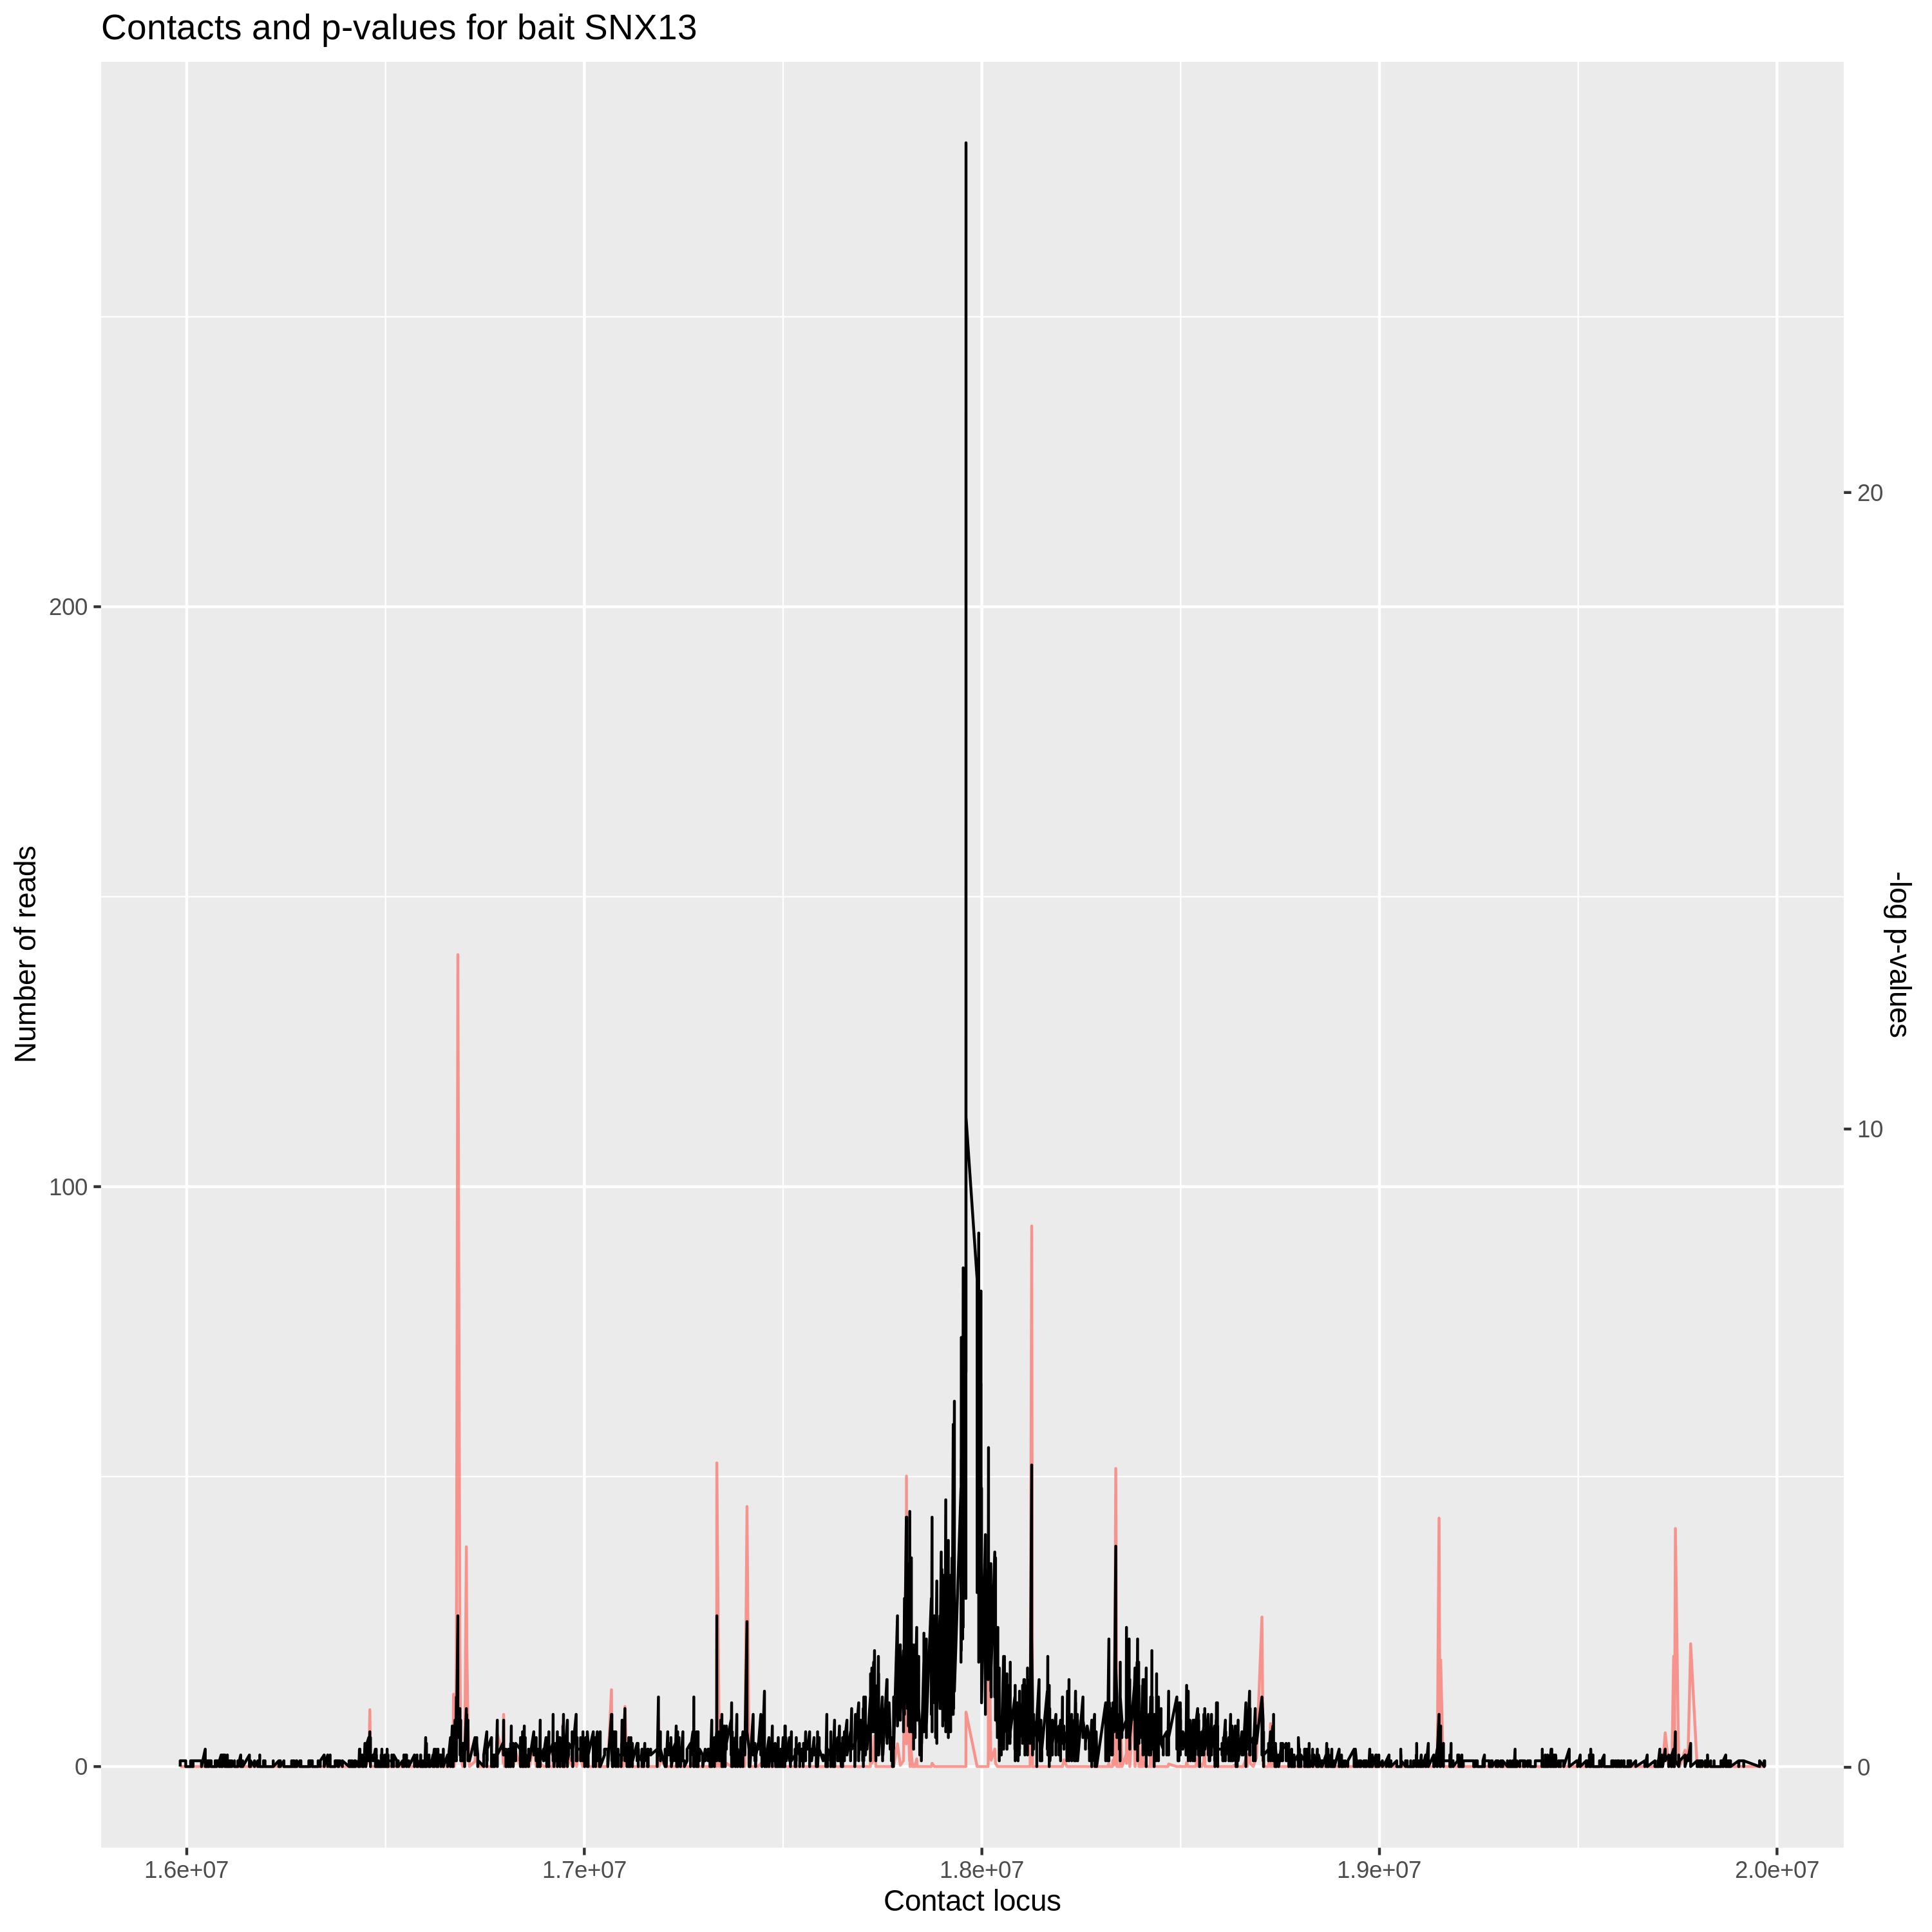 Contacts and p-values for bait SNX13
Number of reads
200
100
0
20
10
0
-log p-values
1.6e+07 1.7e+07 1.8e+07 1.9e+07 2.0e+07
Contact locus